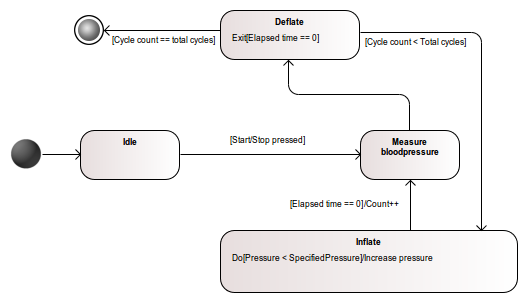 Deflate
Exit[Elapsed time == 0]
[Cycle count == total cycles]
[Cycle count < Total cycles]
Idle
[Start/Stop pressed]
Measure
bloodpressure
[Elapsed time == 0]/Count++
Inflate
Do[Pressure < SpecifiedPressure]/Increase pressure